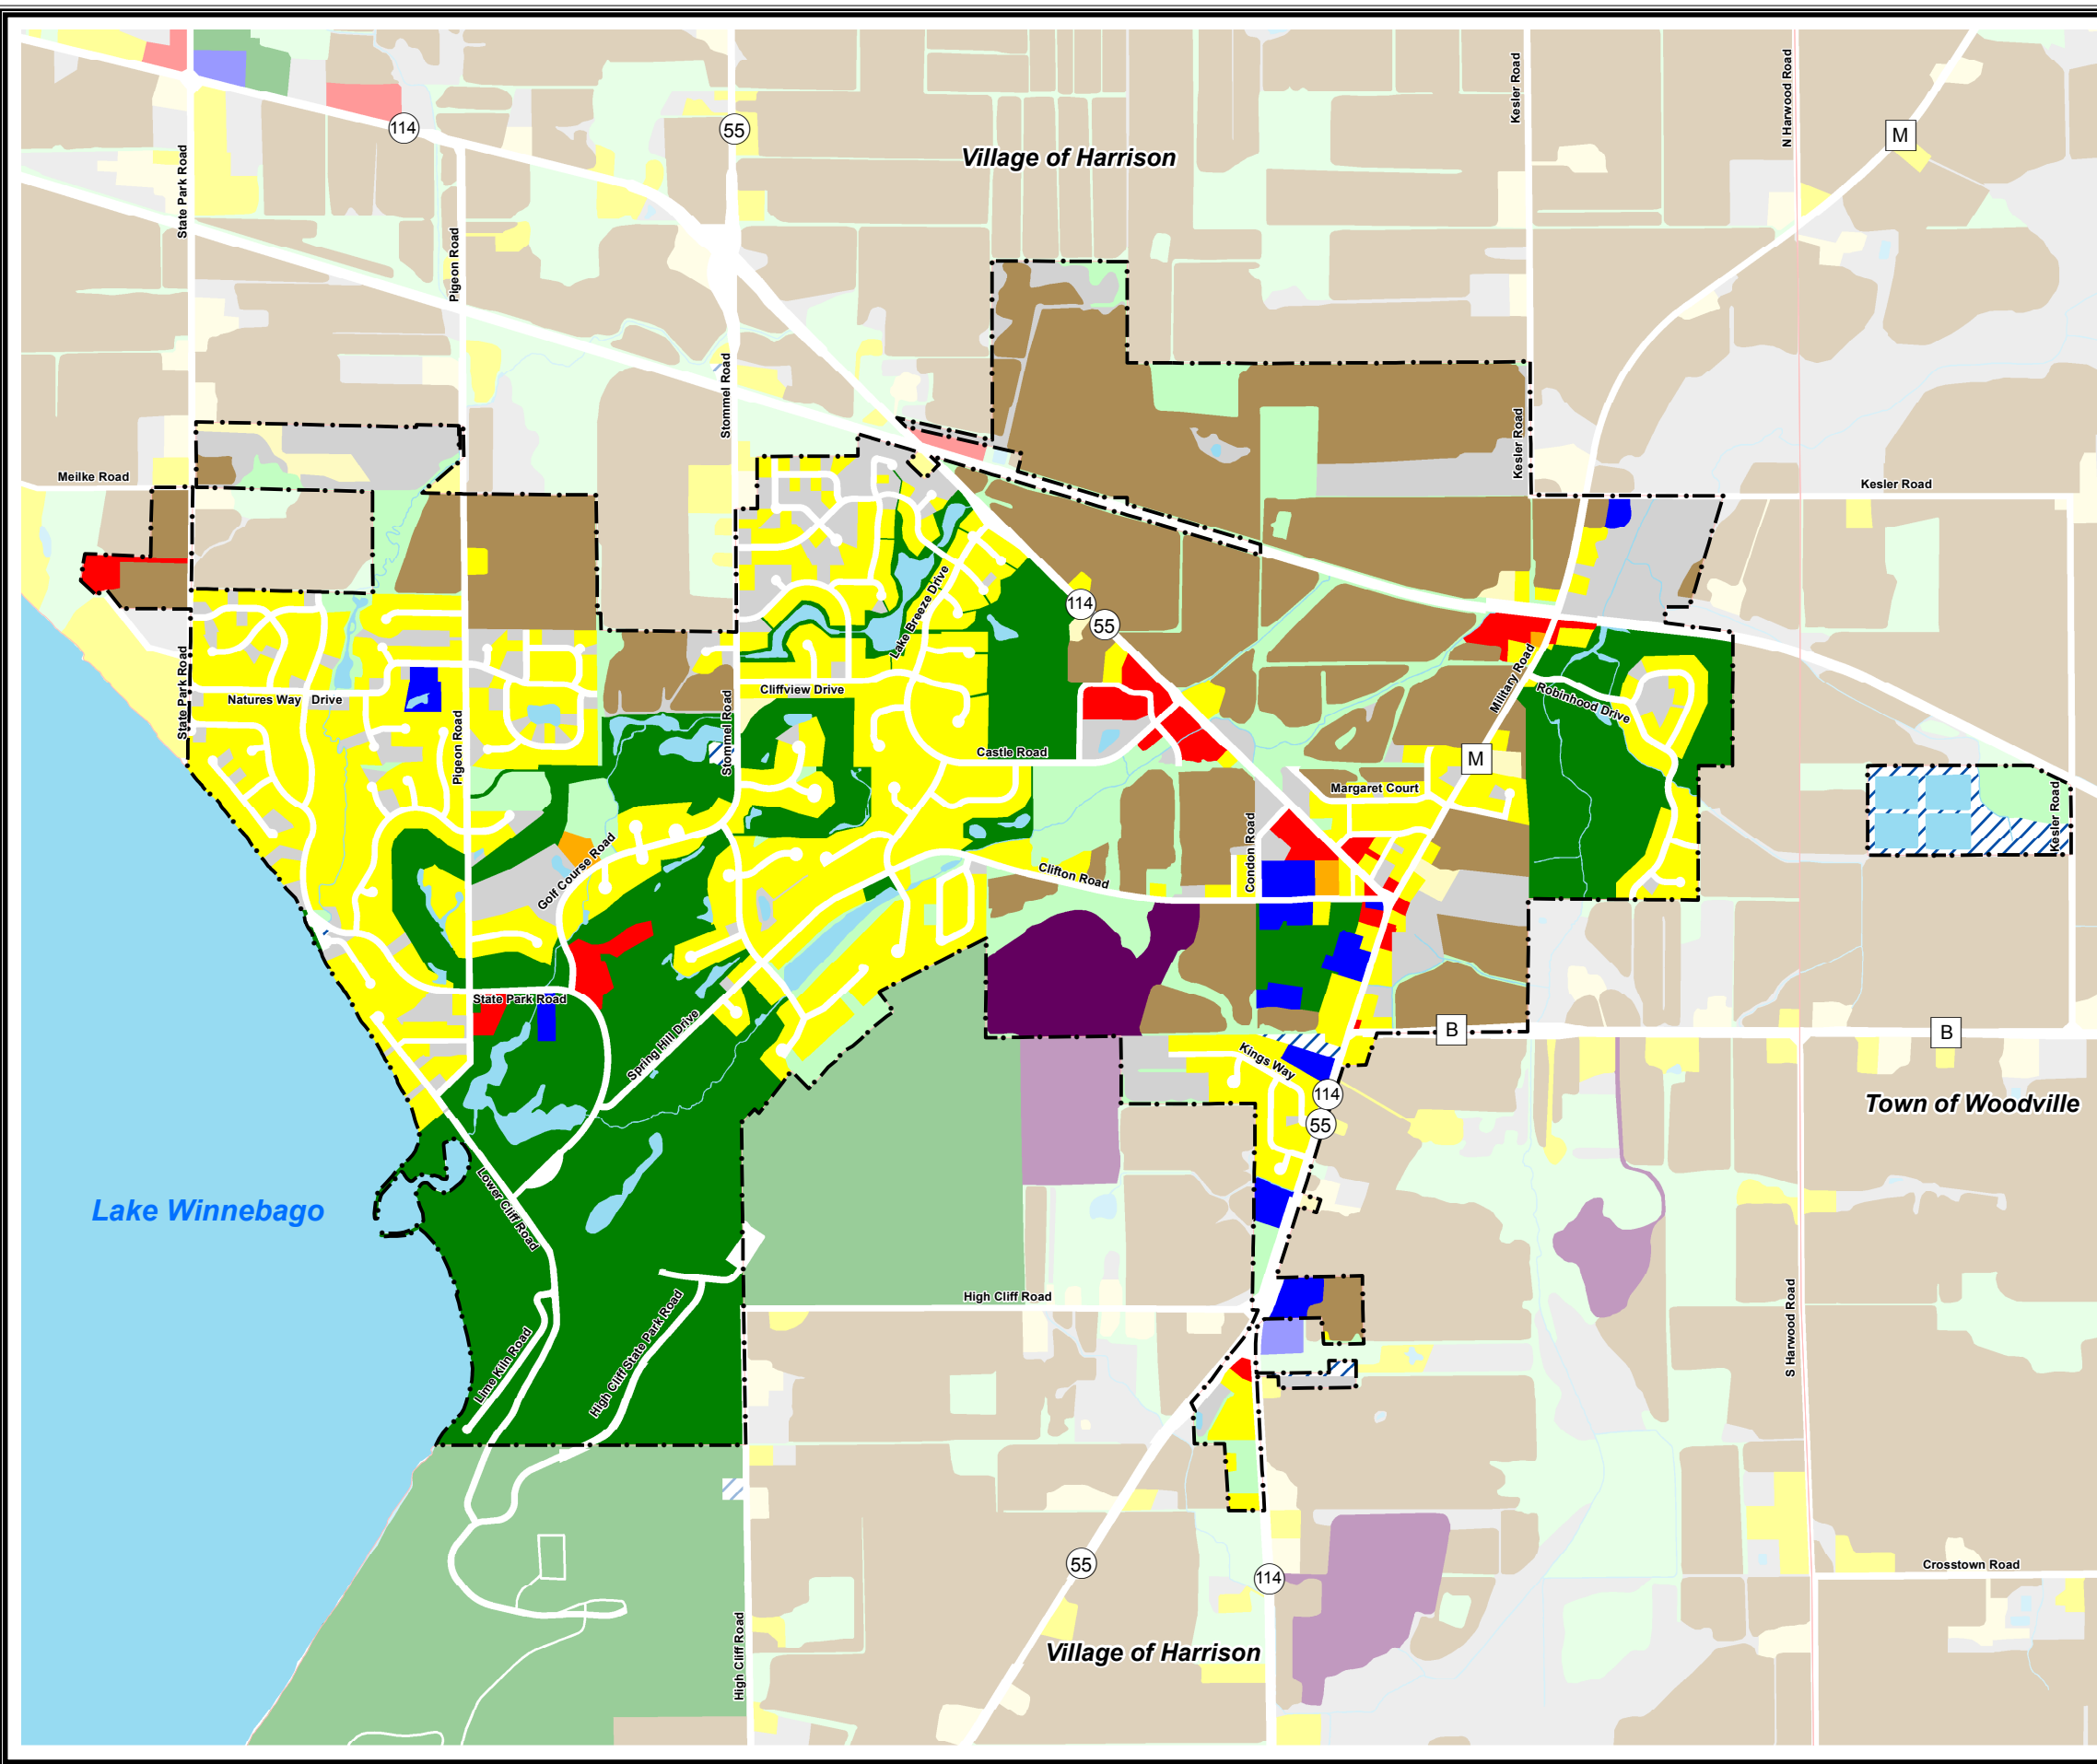 Kesler Road
N Harwood Road
M
114
55
Village of Harrison
State Park Road
Pigeon Road
Stommel Road
Kesler Road
Meilke Road
Kesler Road
Lake Breeze Drive
114
55
State Park Road
Natures Way Drive
Cliffview Drive
Stommel Road
Military Road
Robinhood Drive
Pigeon Road
Castle Road
M
Margaret Court
Kesler Road
Golf Course Road
Condon Road
Clifton Road
State Park Road
Spring Hill Drive
B
B
Kings Way
114
55
Town of Woodville
Lake Winnebago
Lower Cliff Road
High Cliff Road
High Cliff State Park Road
Lime Kiln Road
S Harwood Road
55
114
Crosstown Road
High Cliff Road
Village of Harrison